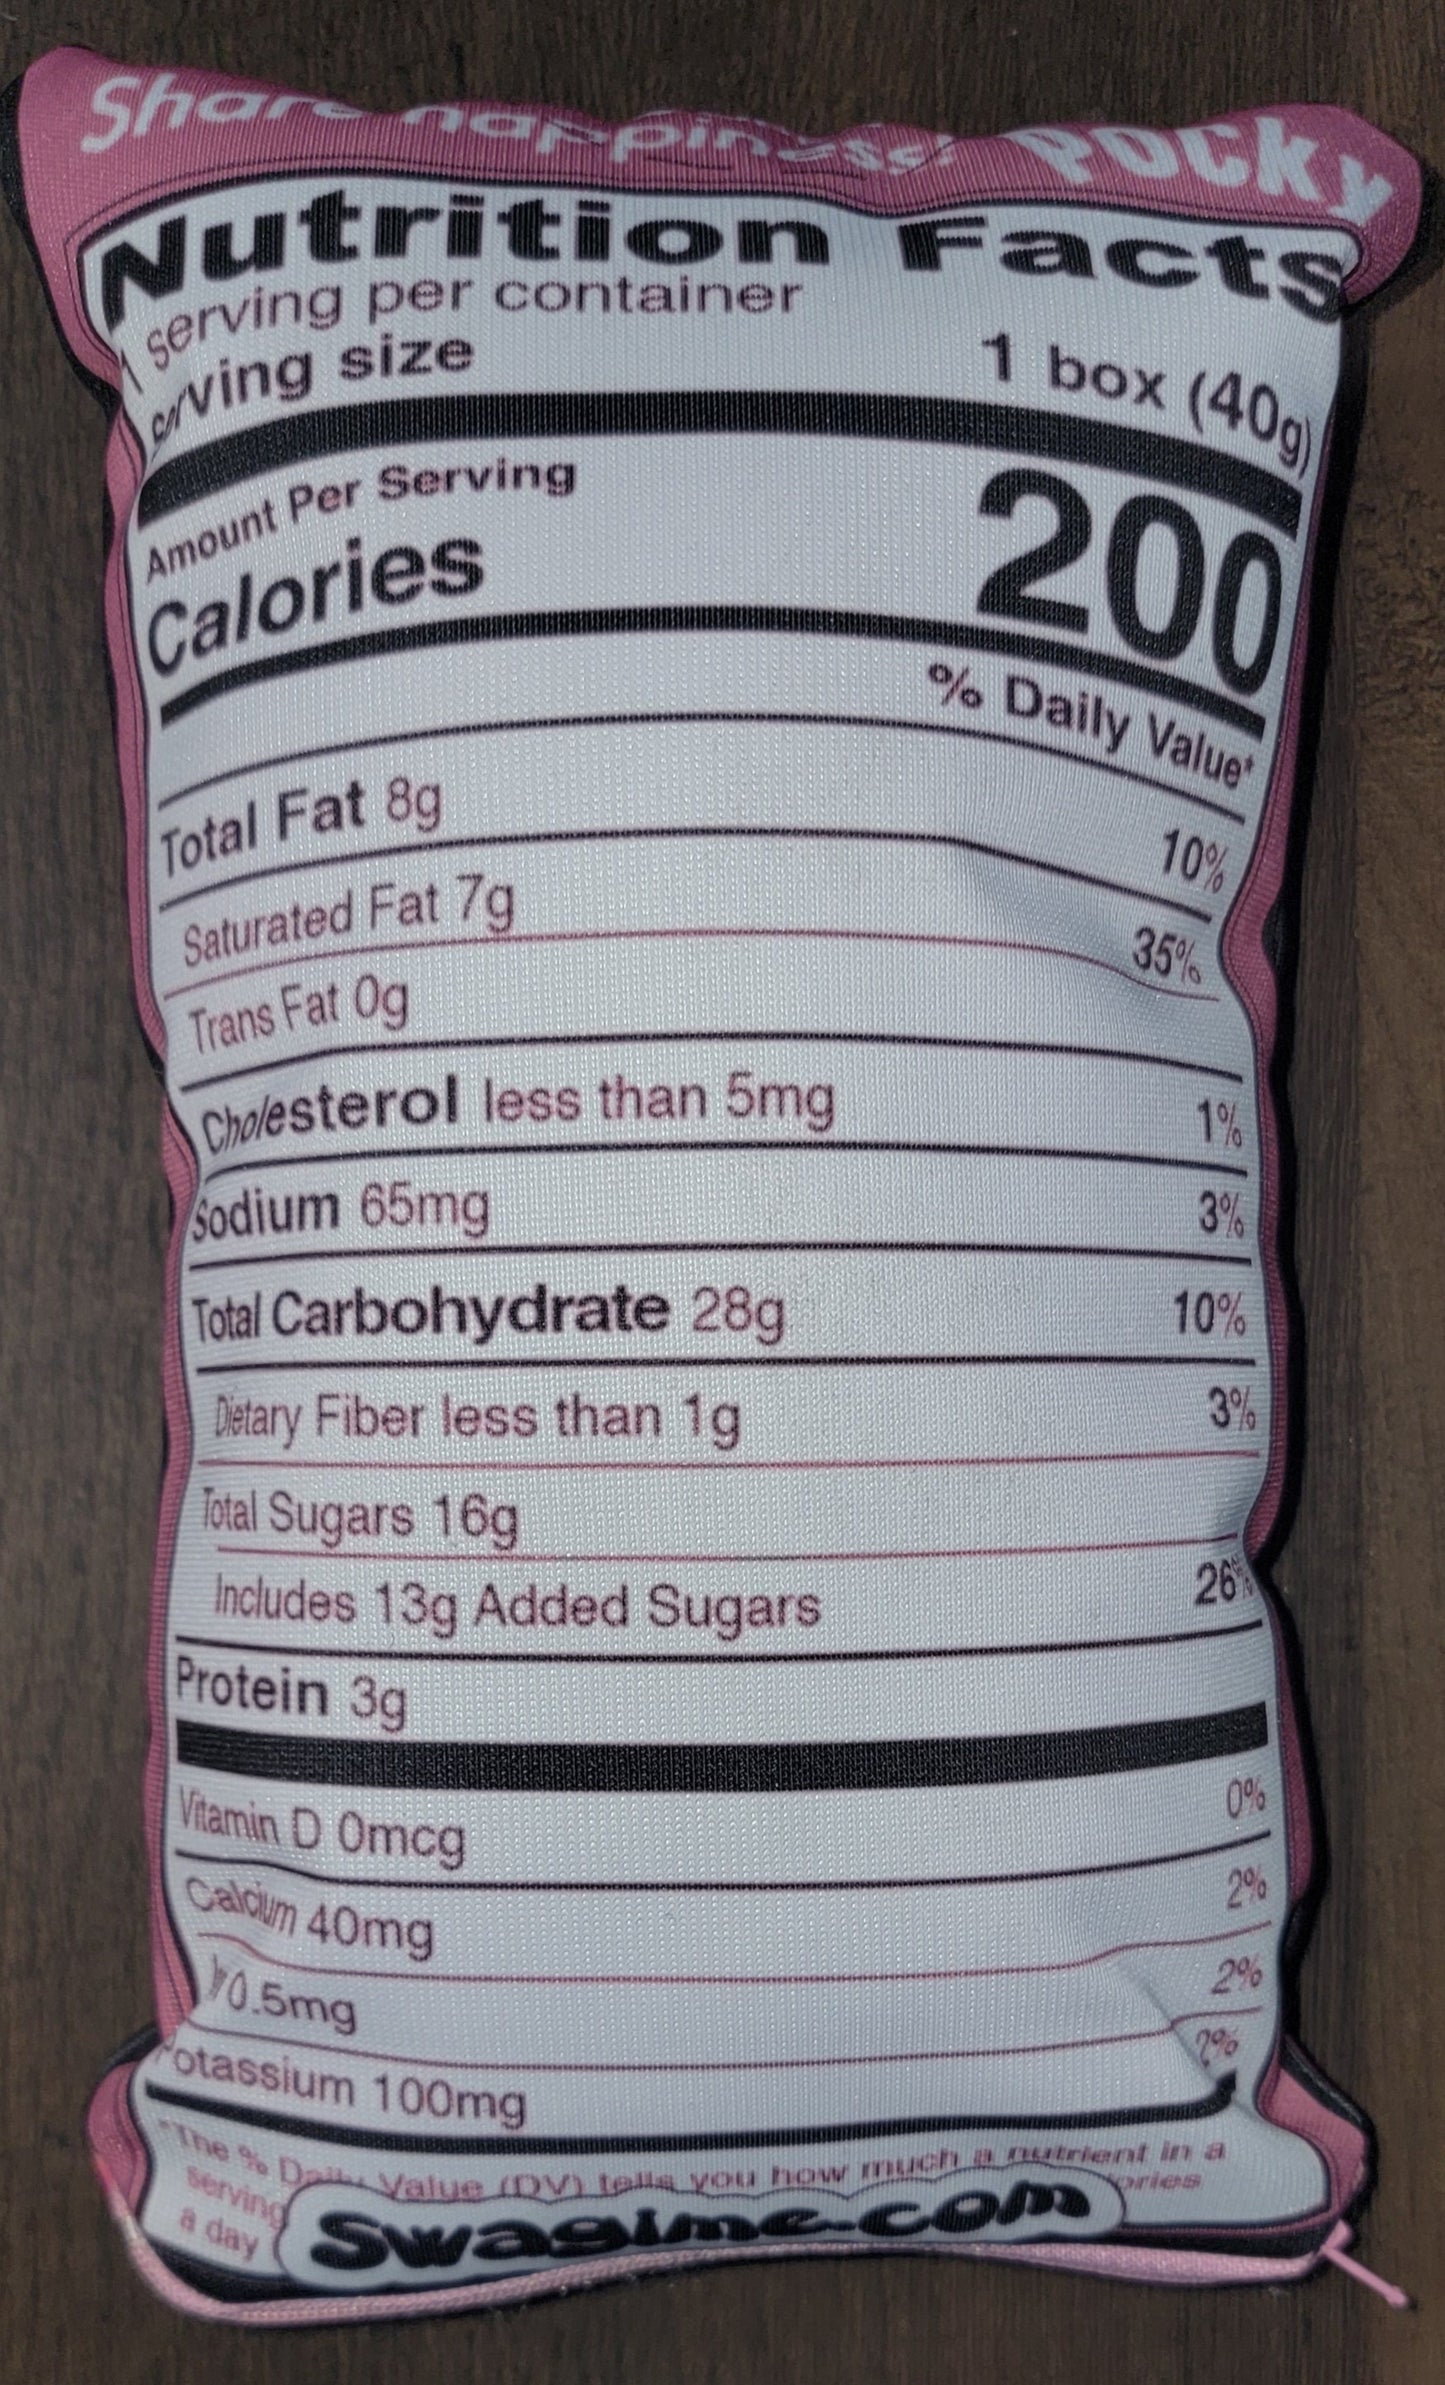 Share happiness! Pocky
Nutrition Facts
1 serving per container
serving size 1 box (40g)
Amount Per Serving
Calories 200
% Daily Value*
Total Fat 8g 10%
Saturated Fat 7g 35%
Trans Fat 0g
Cholesterol less than 5mg 1%
Sodium 65mg 3%
Total Carbohydrate 28g 10%
Dietary Fiber less than 1g 3%
Total Sugars 16g
Includes 13g Added Sugars 26%
Protein 3g
Vitamin D 0mcg 0%
Calcium 40mg 2%
0.5mg 2%
Potassium 100mg 2%
*The % Daily Value (DV) tells you how much a nutrient in a
serving
a day
Swagime.com